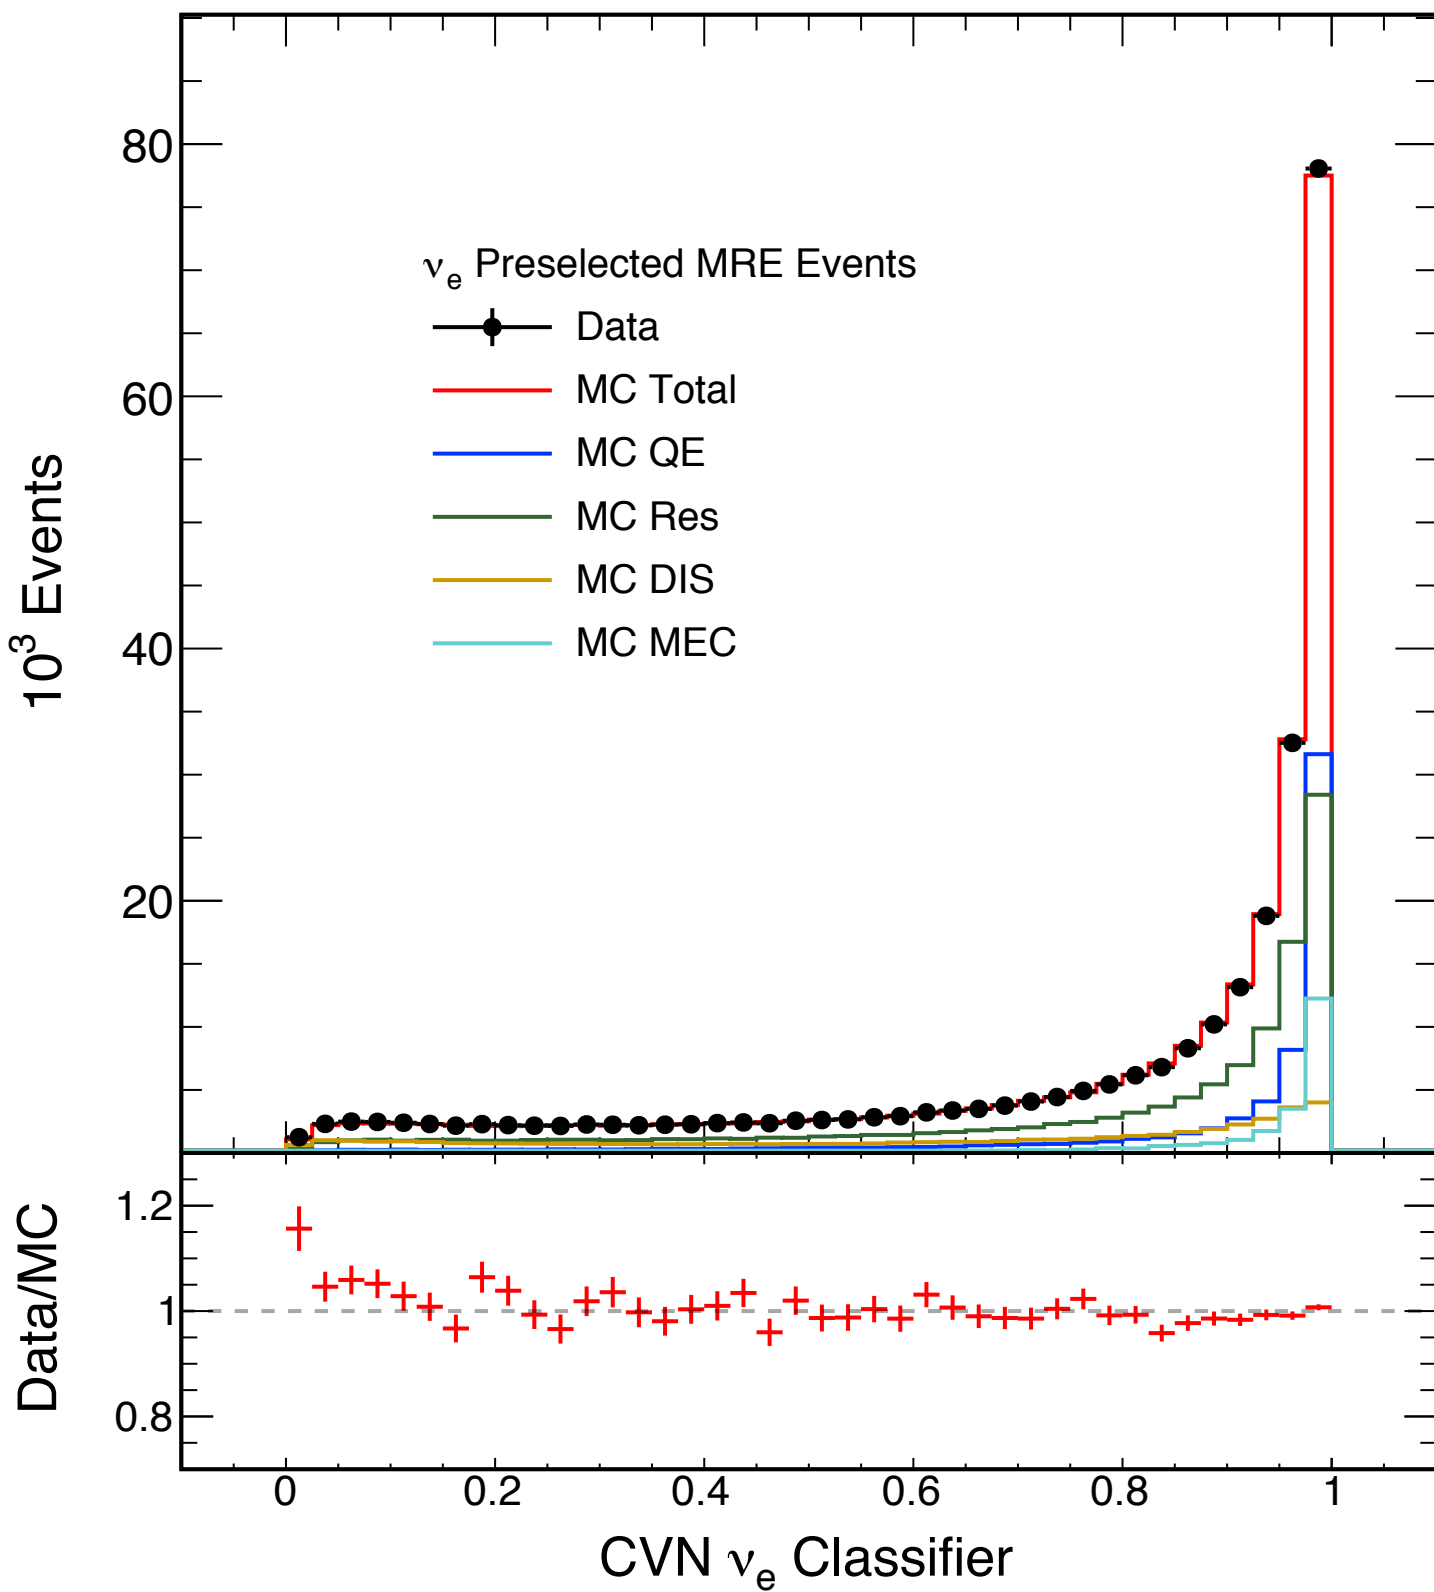 80
60
40
20
10³ Events
νe Preselected MRE Events
Data
MC Total
MC QE
MC Res
MC DIS
MC MEC
1.2
1
0.8
Data/MC
0 0.2 0.4 0.6 0.8 1
CVN νe Classifier